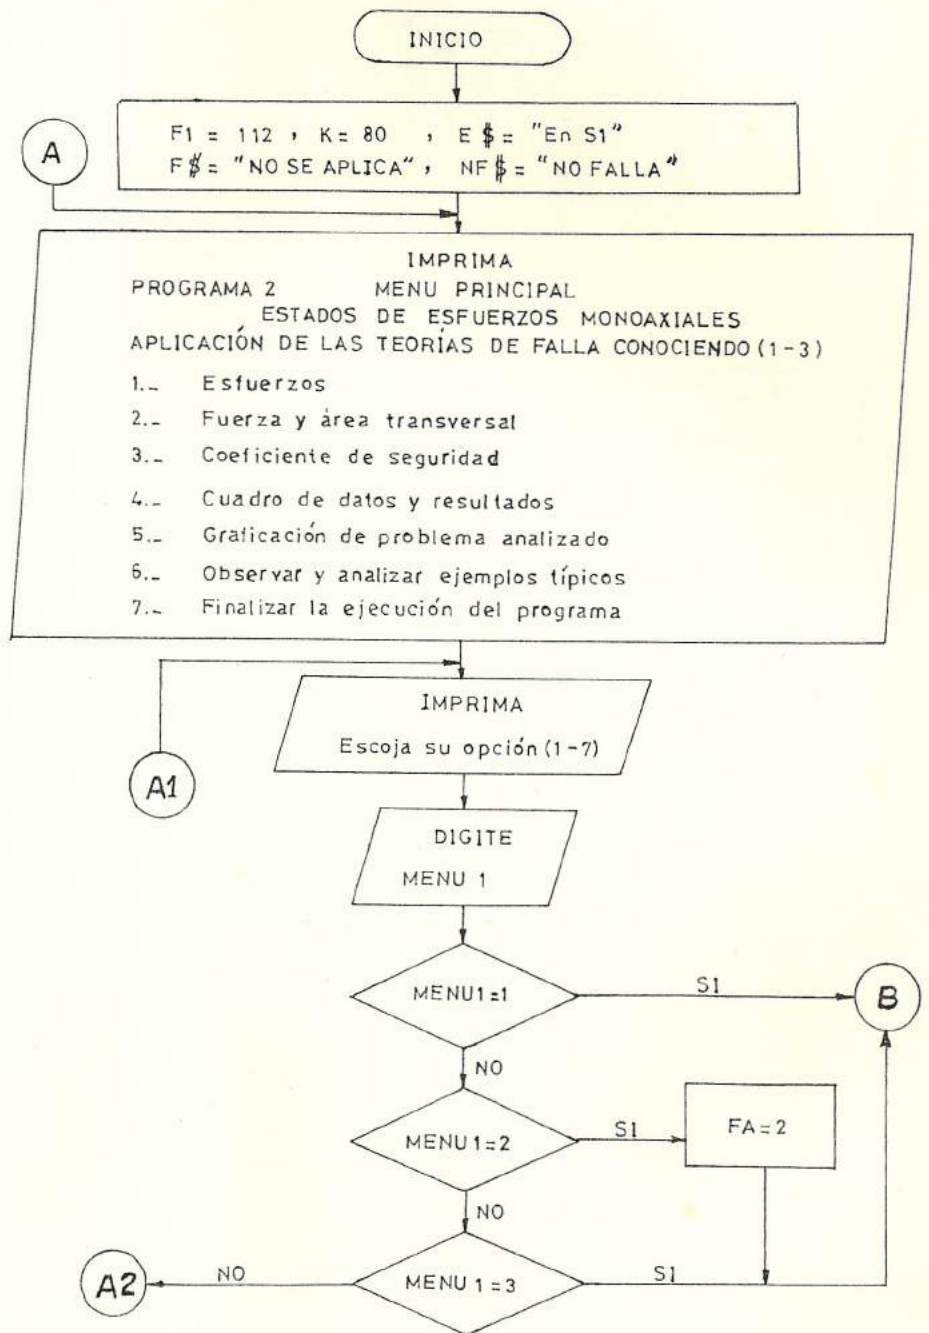 INICIO
F1 = 112 , K = 80 , E $ = "En S1"
F $ = "NO SE APLICA" , NF $ = "NO FALLA"
A
IMPRIMA
PROGRAMA 2 MENU PRINCIPAL
ESTADOS DE ESFUERZOS MONOAXIALES
APLICACIÓN DE LAS TEORÍAS DE FALLA CONOCIENDO (1-3)
1._ Esfuerzos
2._ Fuerza y área transversal
3._ Coeficiente de seguridad
4._ Cuadro de datos y resultados
5._ Graficación de problema analizado
6._ Observar y analizar ejemplos típicos
7._ Finalizar la ejecución del programa
IMPRIMA
Escoja su opción (1-7)
A1
DIGITE
MENU 1
MENU1=1
SI
B
NO
MENU 1=2
SI
FA = 2
NO
A2
NO
MENU 1 = 3
SI